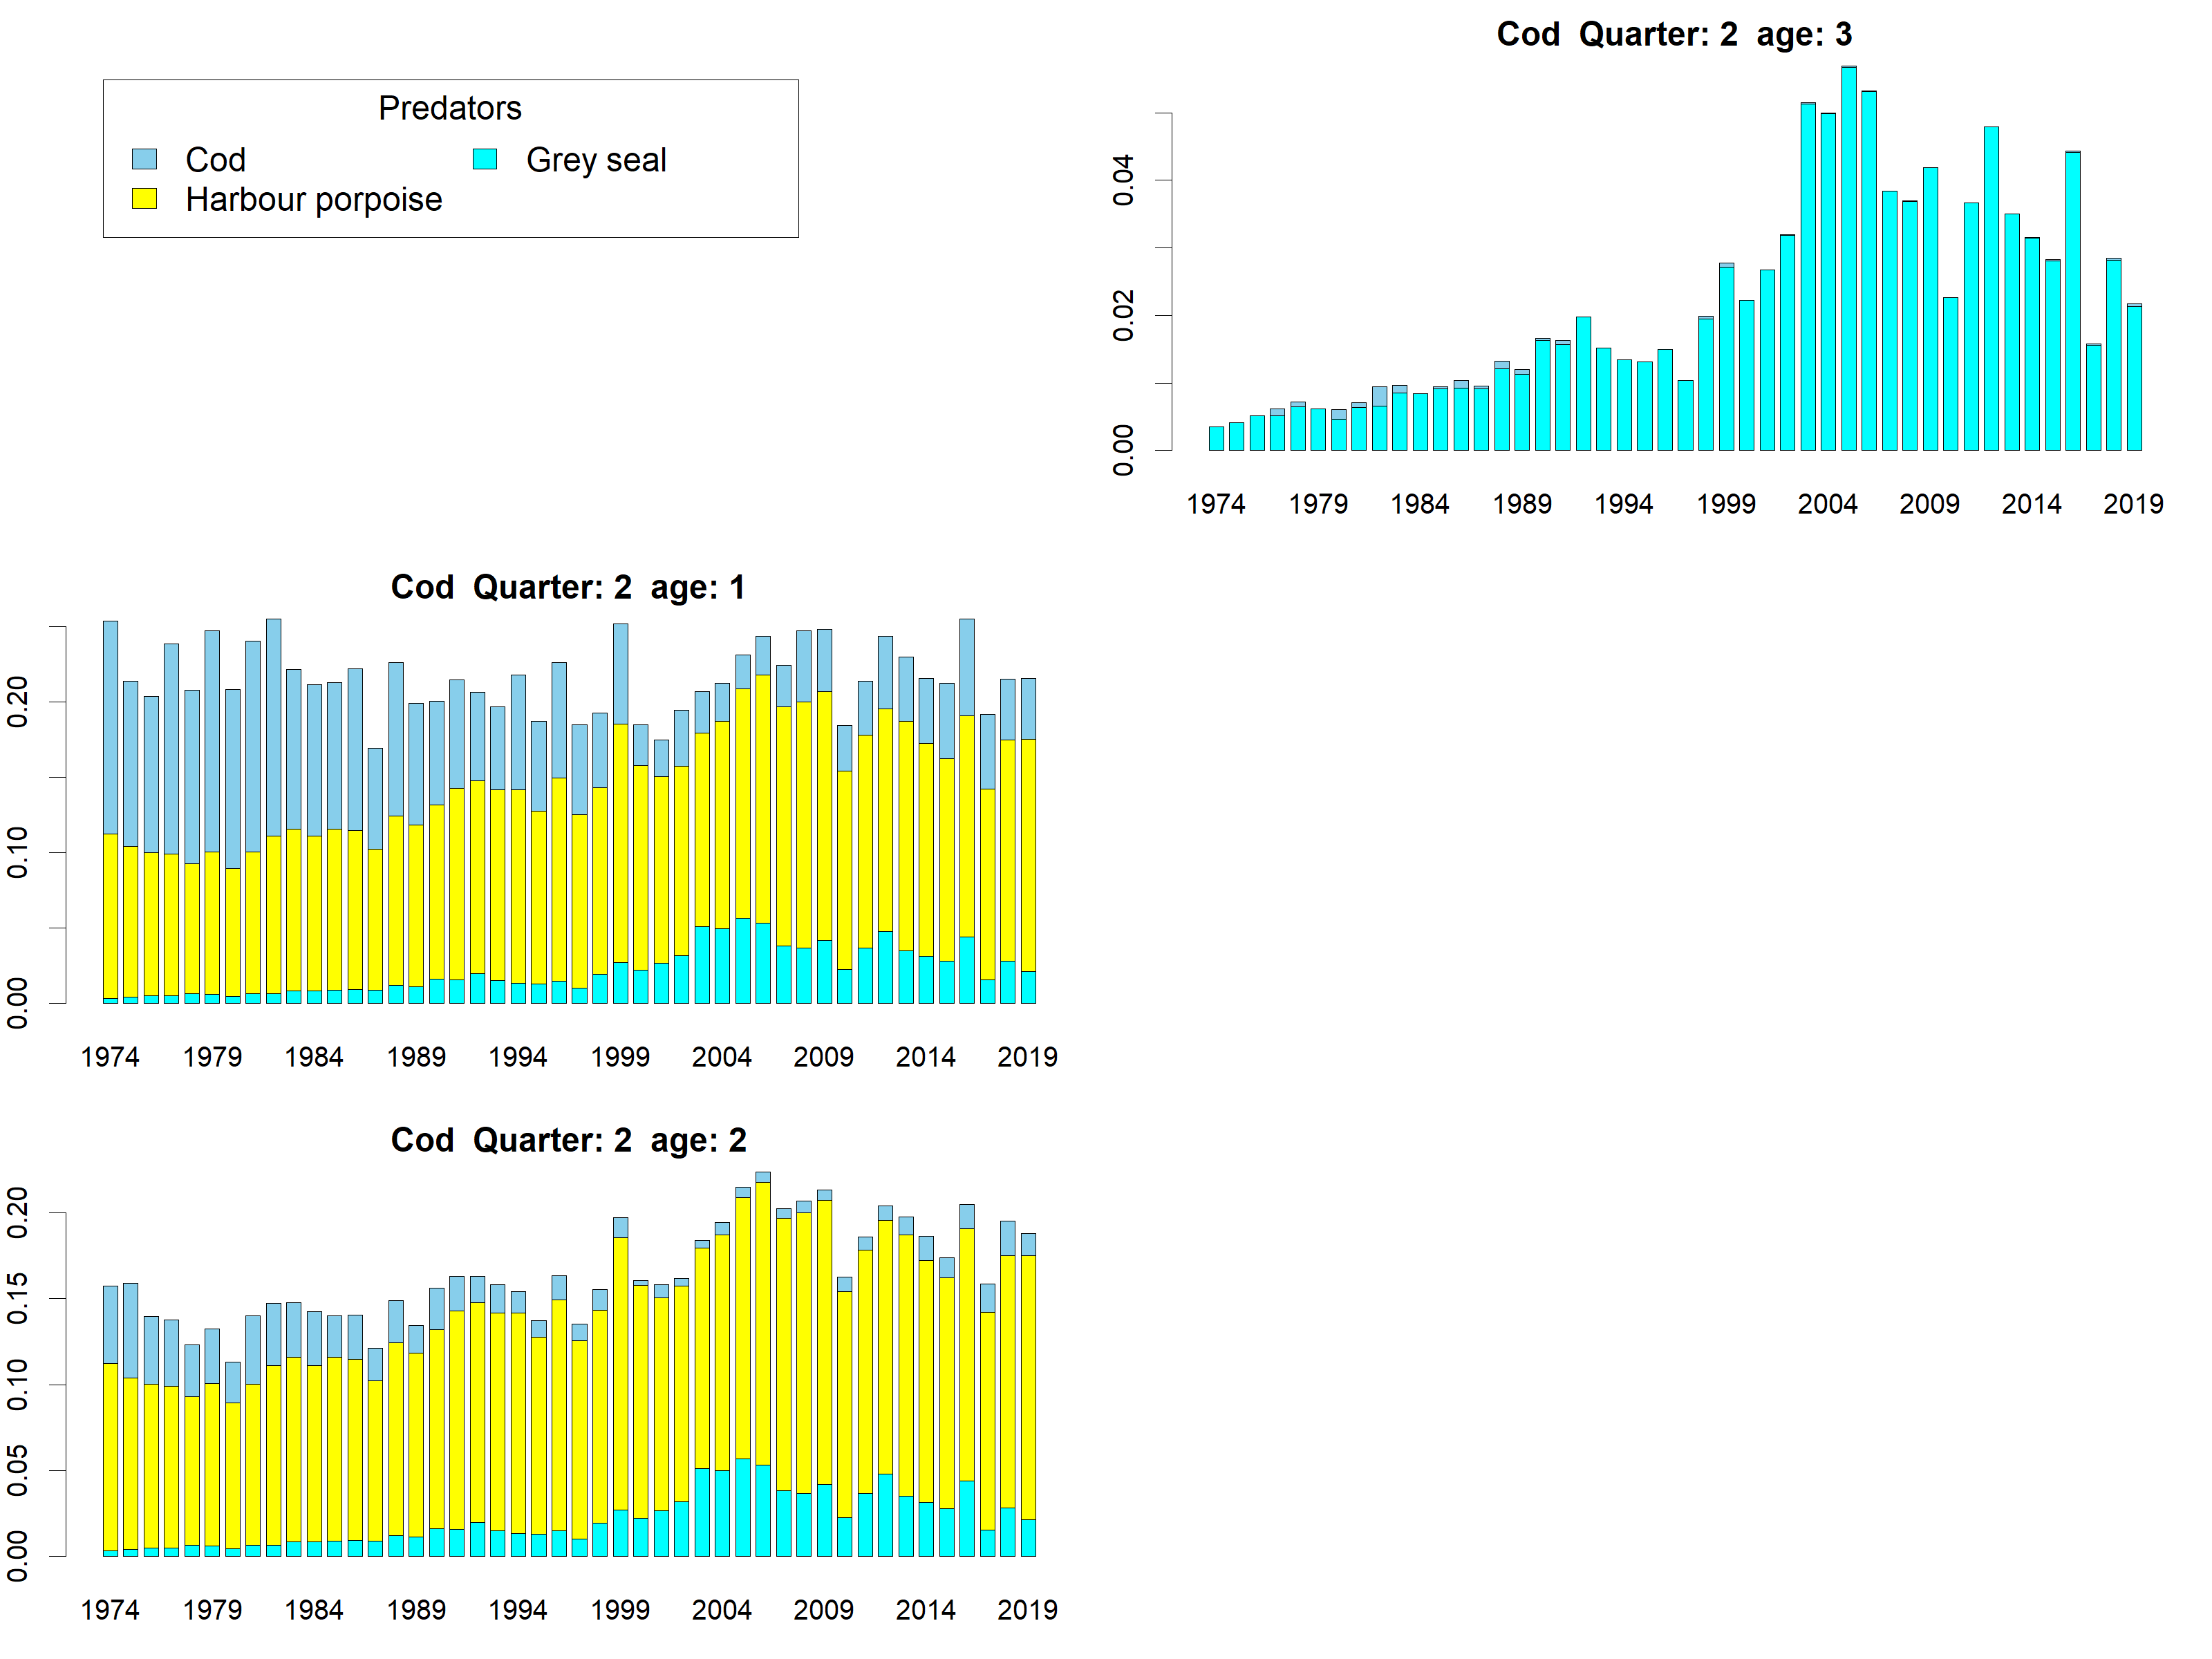 Predators
Cod Grey seal
Harbour porpoise
Cod Quarter: 2 age: 3
0.00 0.02 0.04
1974 1979 1984 1989 1994 1999 2004 2009 2014 2019
Cod Quarter: 2 age: 1
0.00 0.10 0.20
1974 1979 1984 1989 1994 1999 2004 2009 2014 2019
Cod Quarter: 2 age: 2
0.00 0.05 0.10 0.15 0.20
1974 1979 1984 1989 1994 1999 2004 2009 2014 2019